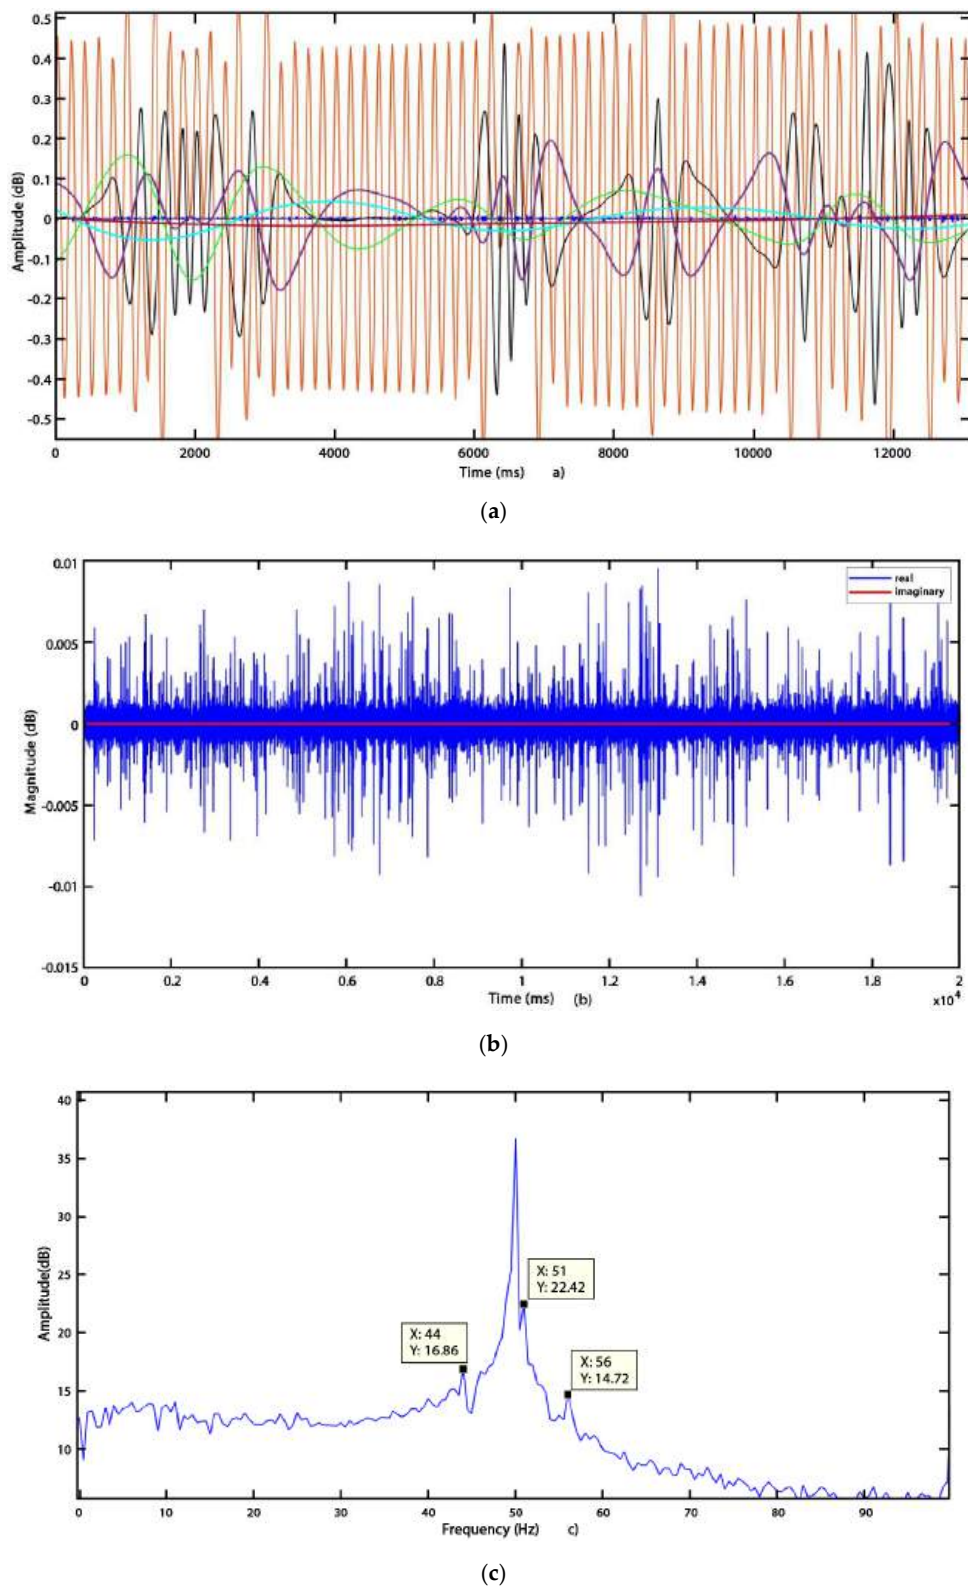 0.5
0.4
0.3
0.2
0.1
0
-0.1
-0.2
-0.3
-0.4
-0.5
Amplitude (dB)
0 2000 4000 6000 8000 10000 12000
Time (ms) a)
(a)
0.01
0.005
0
-0.005
-0.01
-0.015
Magnitude (dB)
real
imaginary
0 0.2 0.4 0.6 0.8 1.0 1.2 1.4 1.6 1.8 20
Time (ms) (b)
×10 4
(b)
40
35
30
25
20
15
10
Amplitude(dB)
X: 51
Y: 22.42
X: 44
Y: 16.86
X: 56
Y: 14.72
0 10 20 30 40 50 60 70 80 90
Frequency (Hz) c)
(c)